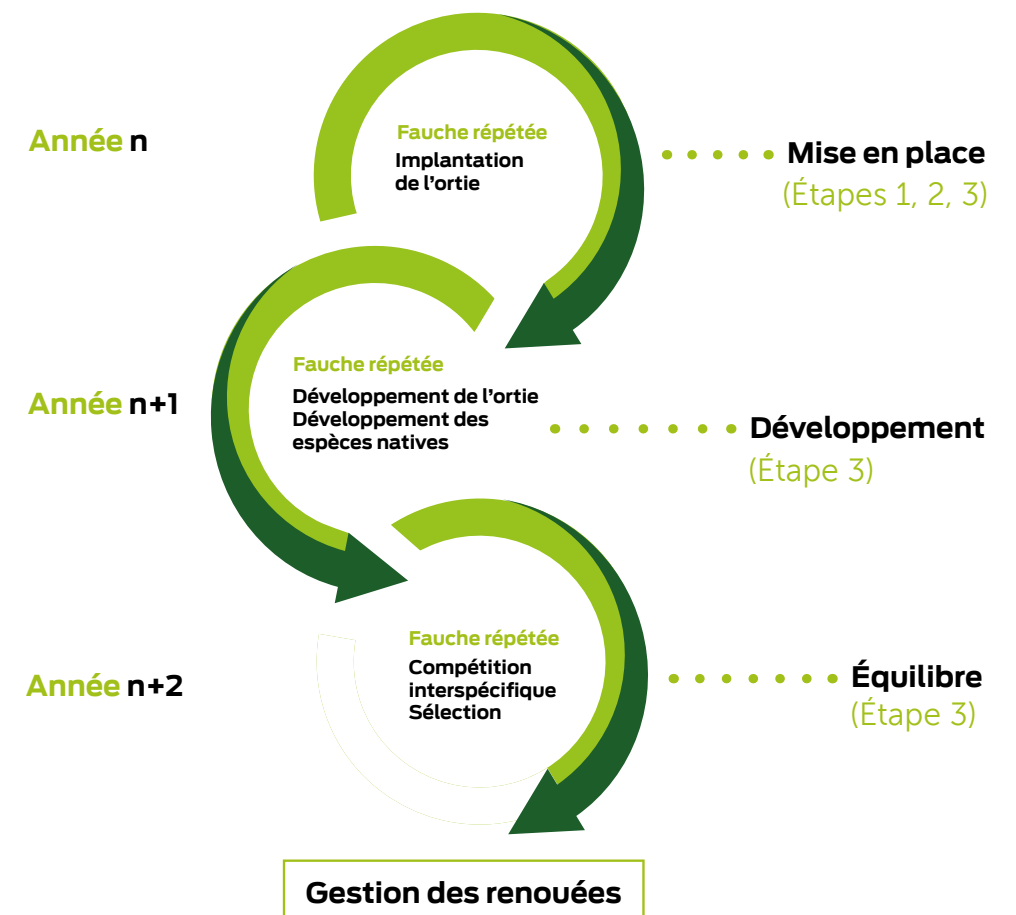 Année n
Fauche répétée
Implantation
de l'ortie
Mise en place
(Étapes 1, 2, 3)
Année n+1
Fauche répétée
Développement de l'ortie
Développement des
espèces natives
Développement
(Étape 3)
Année n+2
Fauche répétée
Compétition
interspécifique
Sélection
Équilibre
(Étape 3)
Gestion des renouées